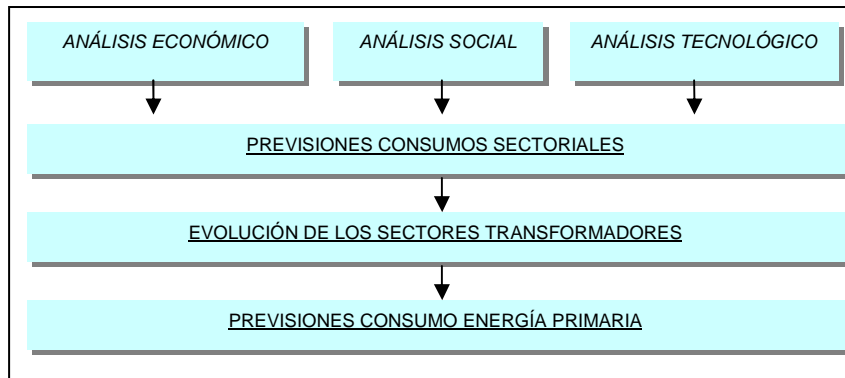 ANÁLISIS ECONÓMICO
ANÁLISIS SOCIAL
ANÁLISIS TECNOLÓGICO
PREVISIONES CONSUMOS SECTORIALES
EVOLUCIÓN DE LOS SECTORES TRANSFORMADORES
PREVISIONES CONSUMO ENERGÍA PRIMARIA